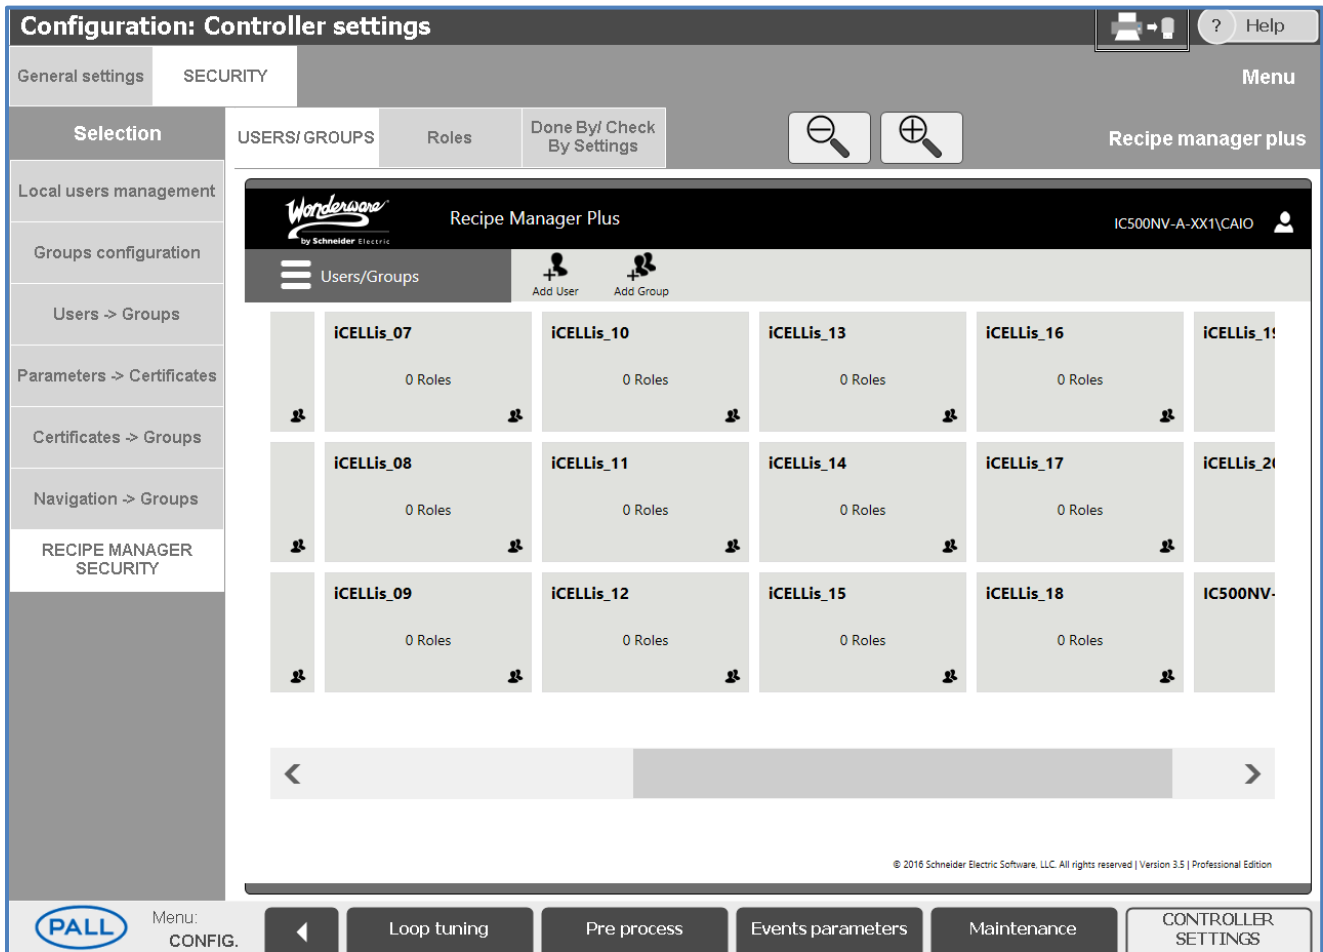 Configuration: Controller settings
? Help
General settings
SECURITY
Menu
Selection
USERS/GROUPS
Roles
Done By/ Check
By Settings
Recipe manager plus
Local users management
Groups configuration
Users -> Groups
Parameters -> Certificates
Certificates -> Groups
Navigation -> Groups
RECIPE MANAGER
SECURITY
Wonderware
by Schneider Electric
Recipe Manager Plus
IC500NV-A-XX1\CAIO
Users/Groups
Add User
Add Group
iCELLis_07
iCELLis_10
iCELLis_13
iCELLis_16
iCELLis_1
0 Roles
0 Roles
0 Roles
0 Roles
iCELLis_08
iCELLis_11
iCELLis_14
iCELLis_17
iCELLis_2
0 Roles
0 Roles
0 Roles
0 Roles
iCELLis_09
iCELLis_12
iCELLis_15
iCELLis_18
IC500NV-
0 Roles
0 Roles
0 Roles
0 Roles
© 2016 Schneider Electric Software, LLC. All rights reserved | Version 3.5 | Professional Edition
PALL
Menu:
CONFIG.
Loop tuning
Pre process
Events parameters
Maintenance
CONTROLLER
SETTINGS